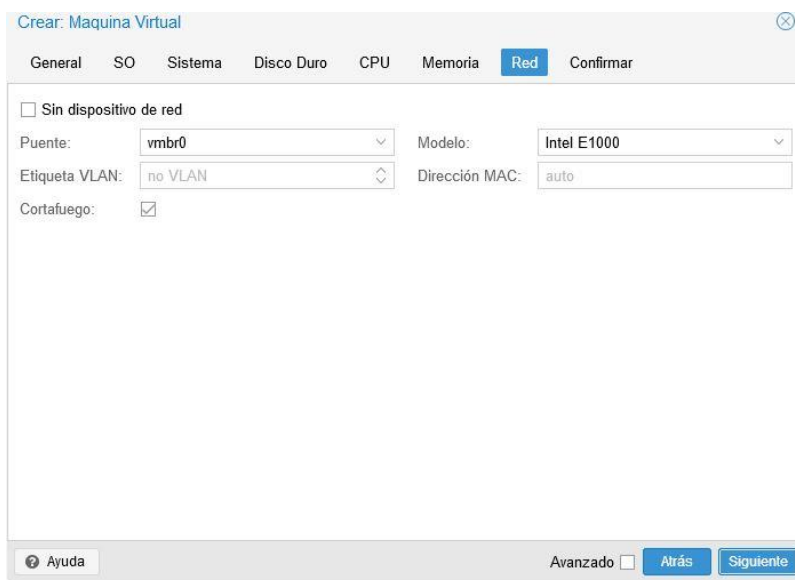 Crear: Maquina Virtual
General SO Sistema Disco Duro CPU Memoria Red Confirmar
Sin dispositivo de red
Puente: vmbr0 Modelo: Intel E1000
Etiqueta VLAN: no VLAN Dirección MAC: auto
Cortafuego:
Ayuda Avanzado Atrás Siguiente